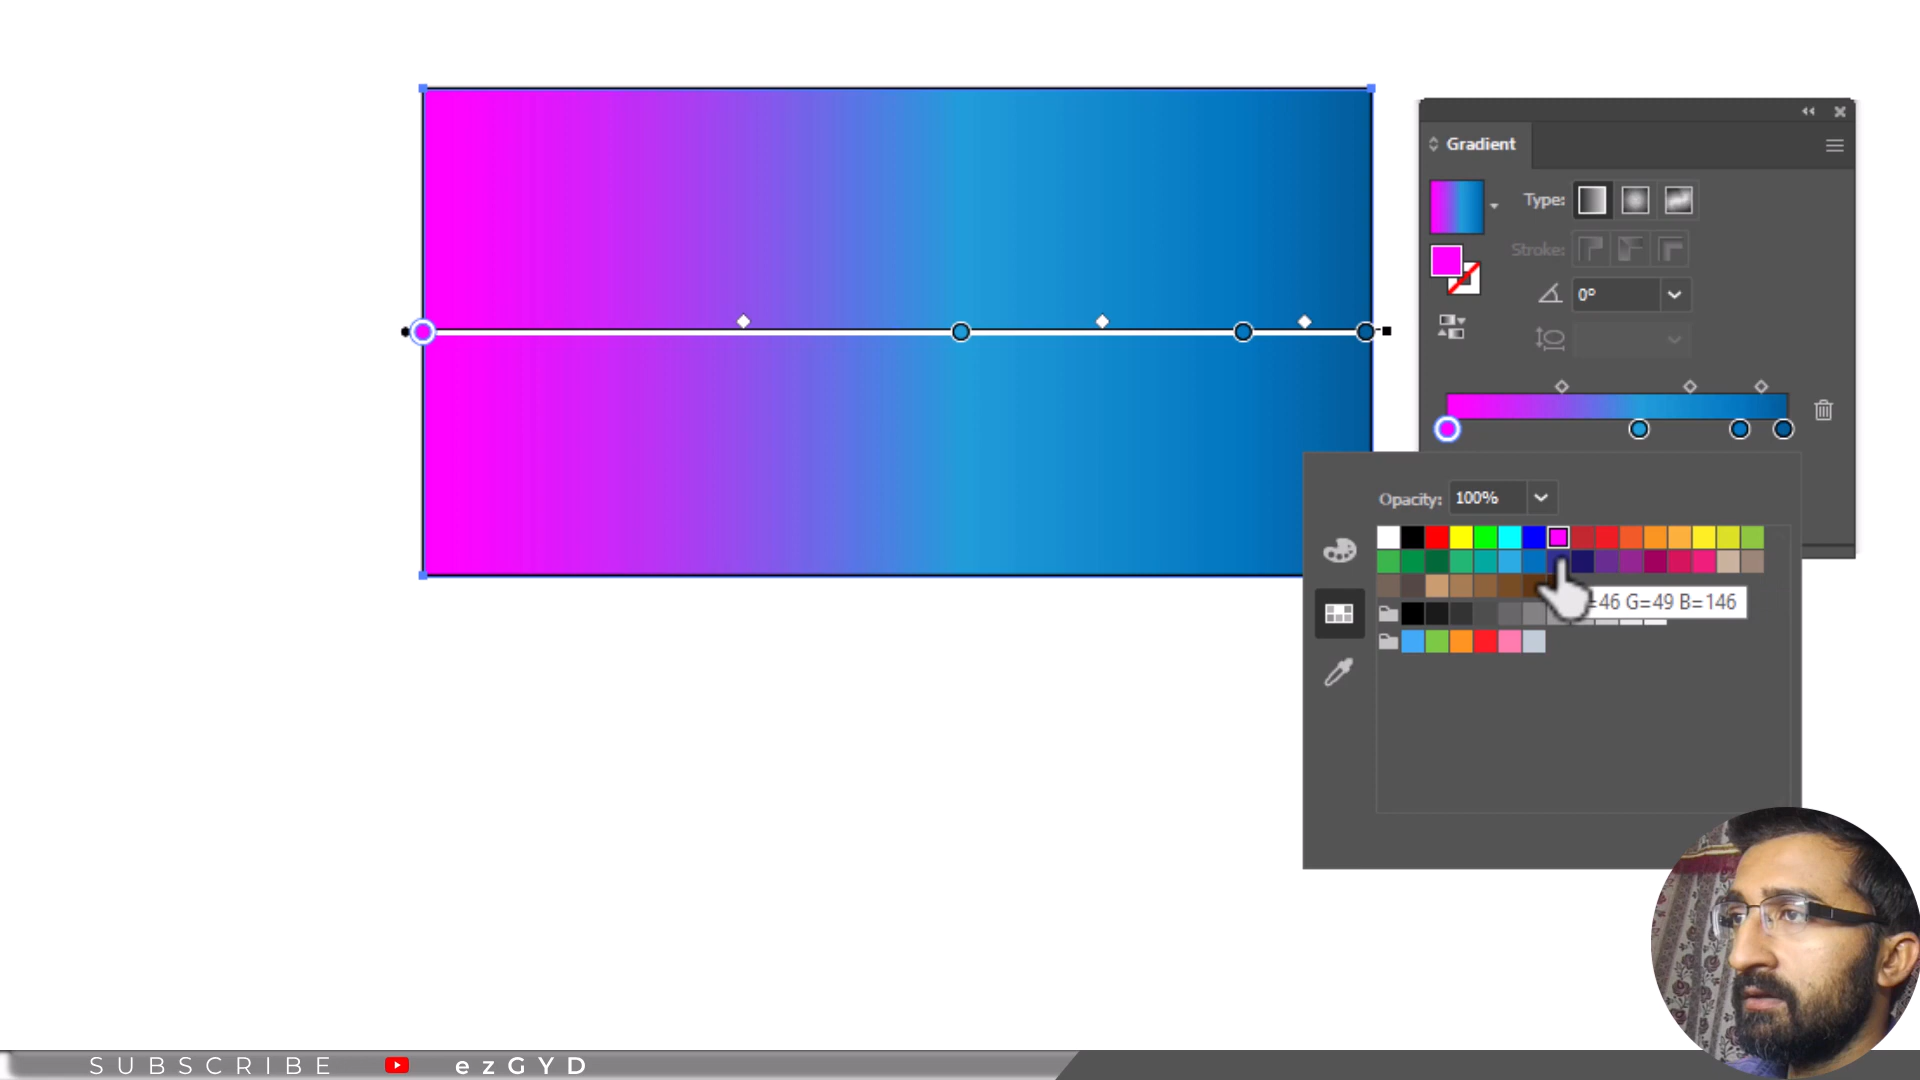 Gradient
Type:
Stroke:
0°
Opacity: 100%
=46 G=49 B=146
SUBSCRIBE ezGYD